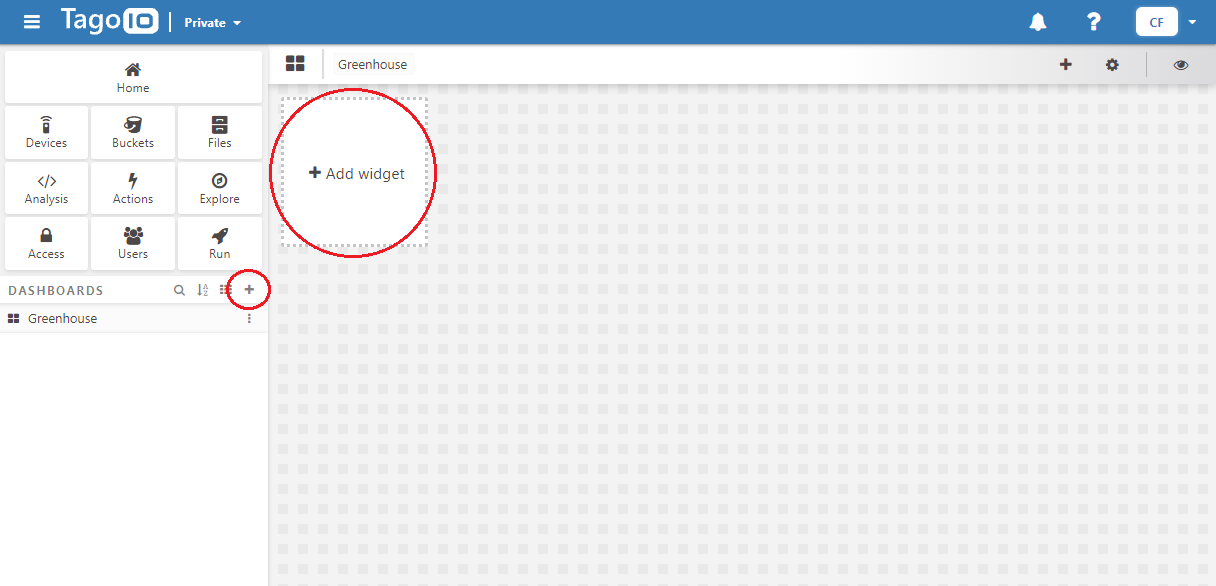 TagoIO Private CF
Greenhouse
Home
Devices Buckets Files
Analysis Actions Explore
Access Users Run
DASHBOARDS
Greenhouse
+ Add widget